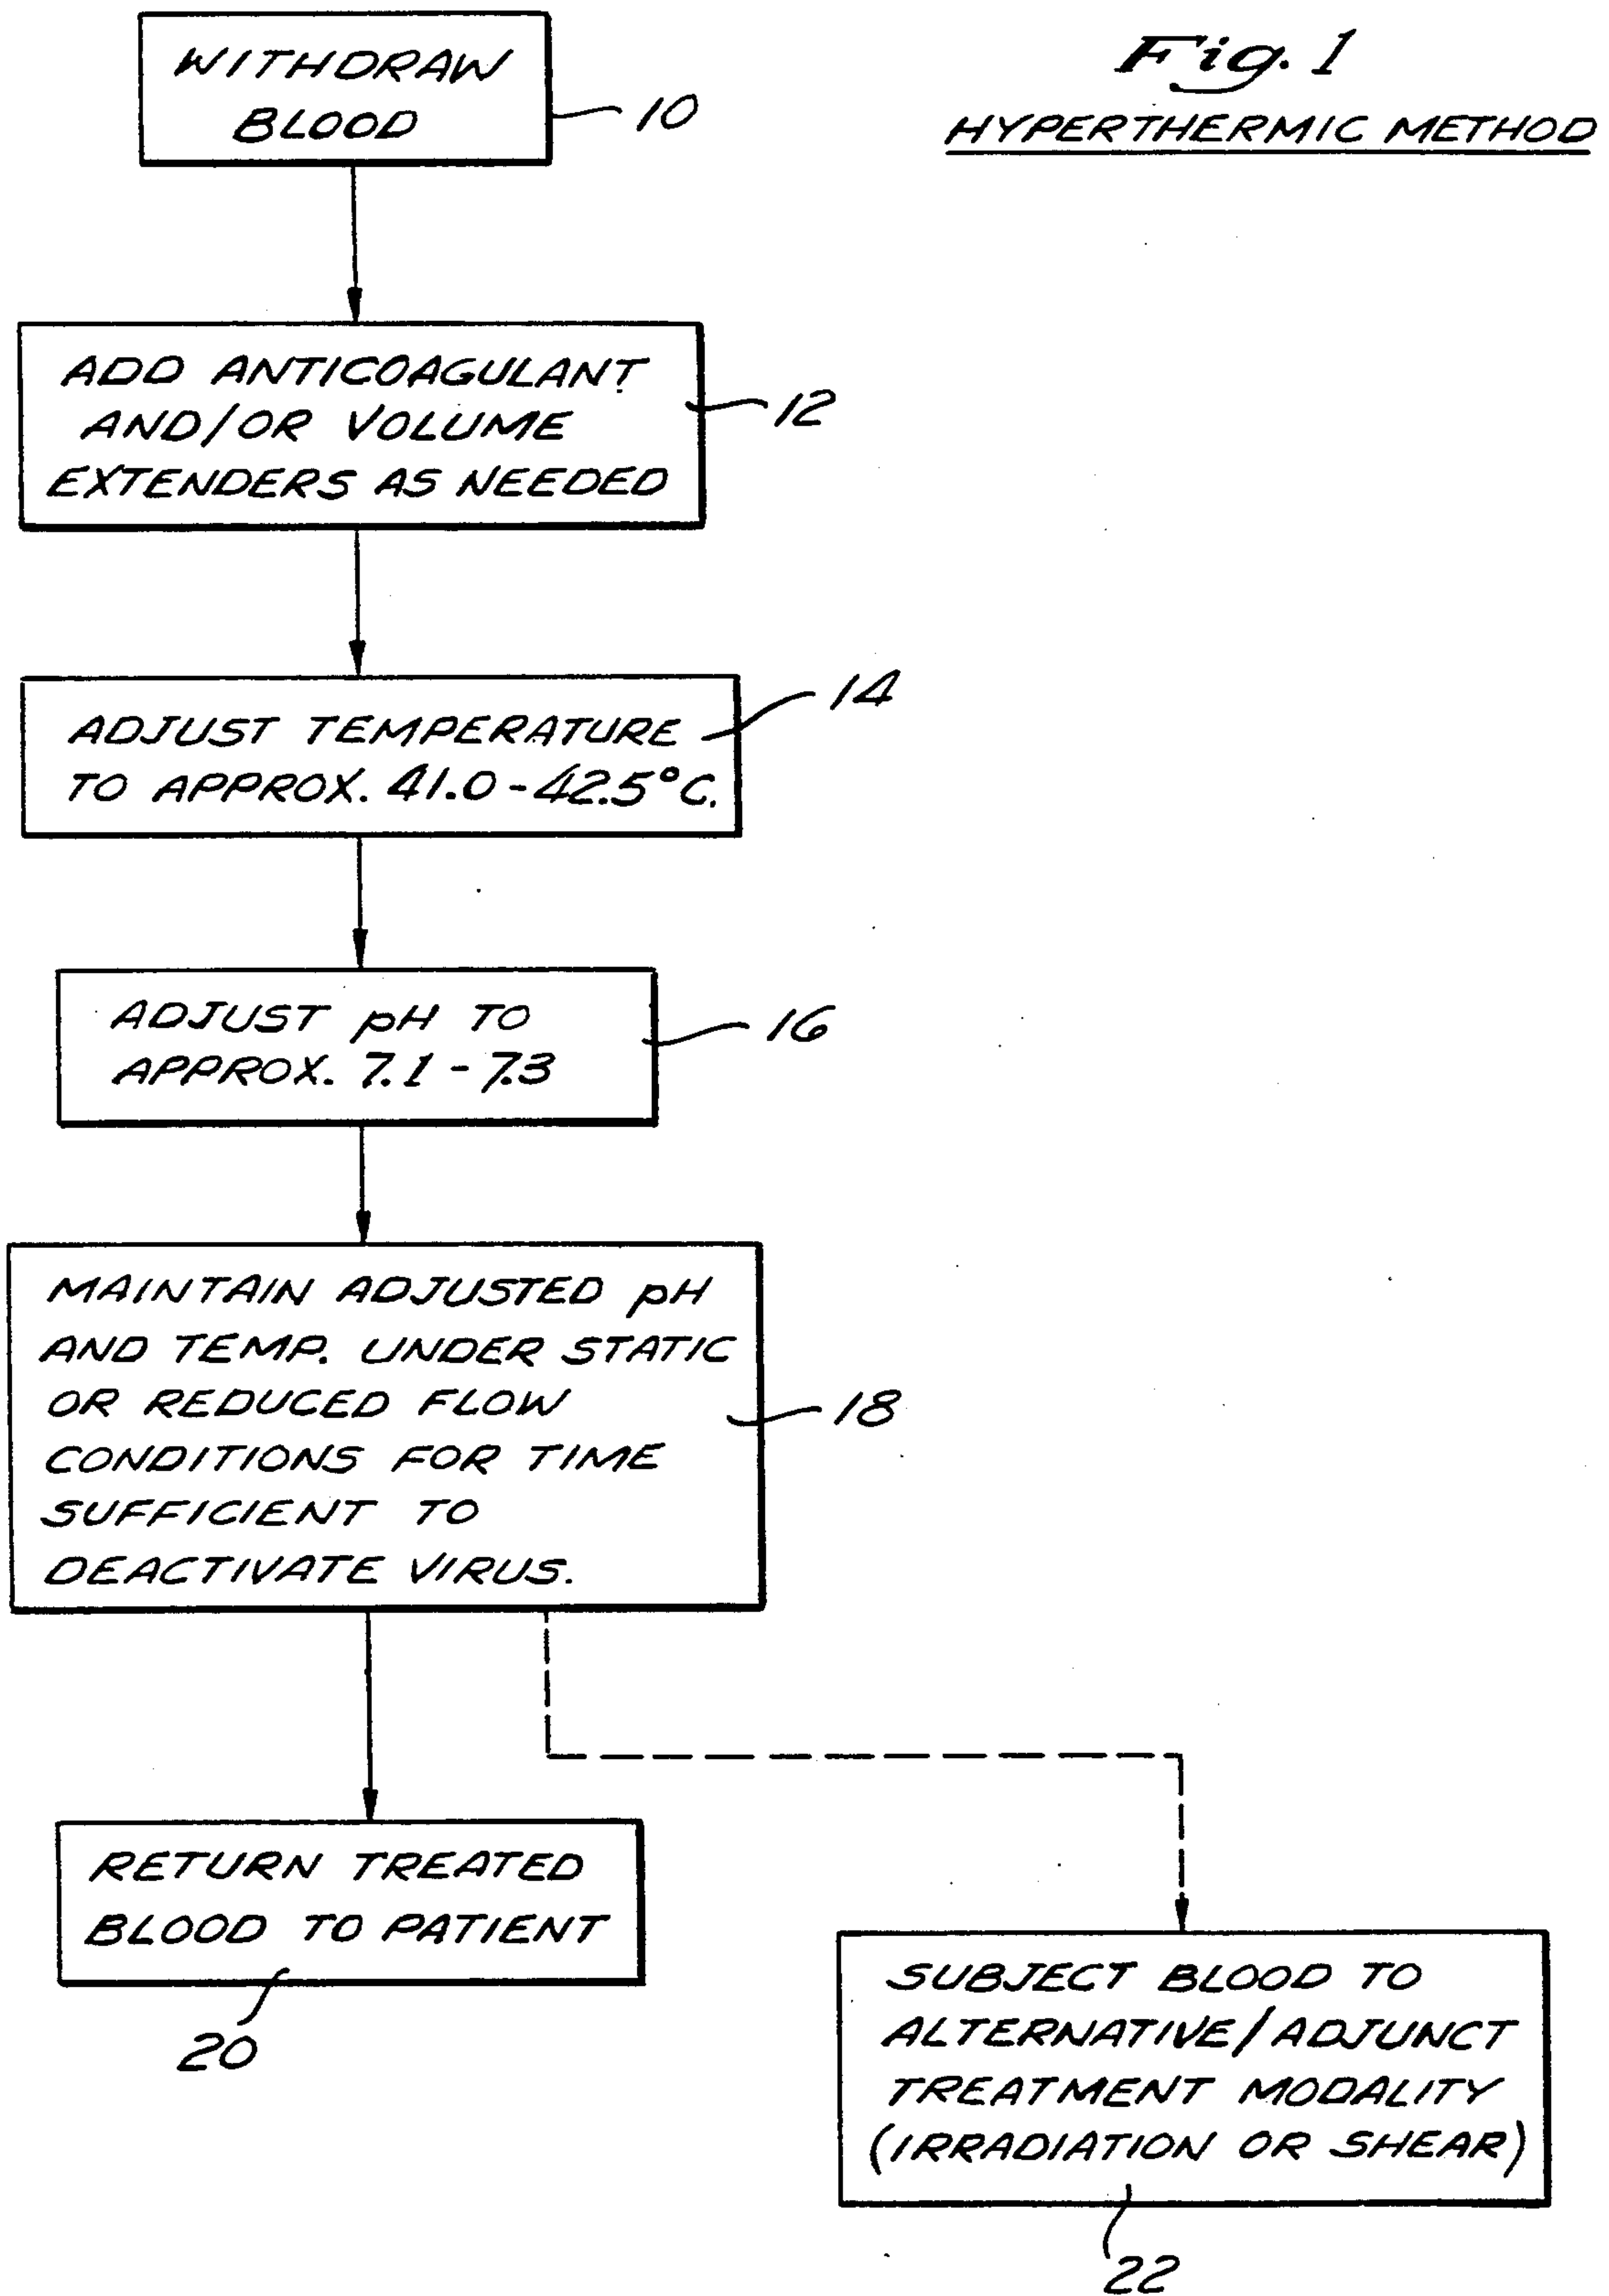 Fig. 1
HYPERTHERMIC METHOD
WITHDRAW
BLOOD
10
ADD ANTICOAGULANT
AND/OR VOLUME
EXTENDERS AS NEEDED
12
ADJUST TEMPERATURE
TO APPROX. 41.0-42.5°C.
14
ADJUST pH TO
APPROX. 7.1-7.3
16
MAINTAIN ADJUSTED pH
AND TEMP. UNDER STATIC
OR REDUCED FLOW
CONDITIONS FOR TIME
SUFFICIENT TO
DEACTIVATE VIRUS.
18
RETURN TREATED
BLOOD TO PATIENT
20
SUBJECT BLOOD TO
ALTERNATIVE/ADJUNCT
TREATMENT MODALITY
(IRRADIATION OR SHEAR)
22